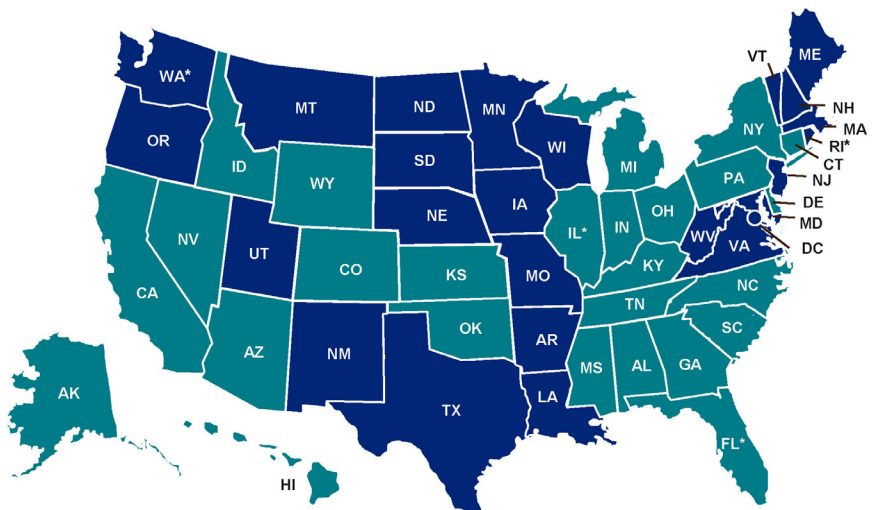 ME
VT
WA*
NH
MT
ND
MN
MA
OR
NY
RI*
WI
SD
MI
CT
ID
WY
PA
NJ
NE
IA
DE
OH
MD
IL*
IN
NV
UT
WV
VA
DC
CO
KS
KY
MO
NC
CA
TN
OK
SC
AR
AZ
NM
MS
AL
GA
AK
LA
TX
FL*
HI